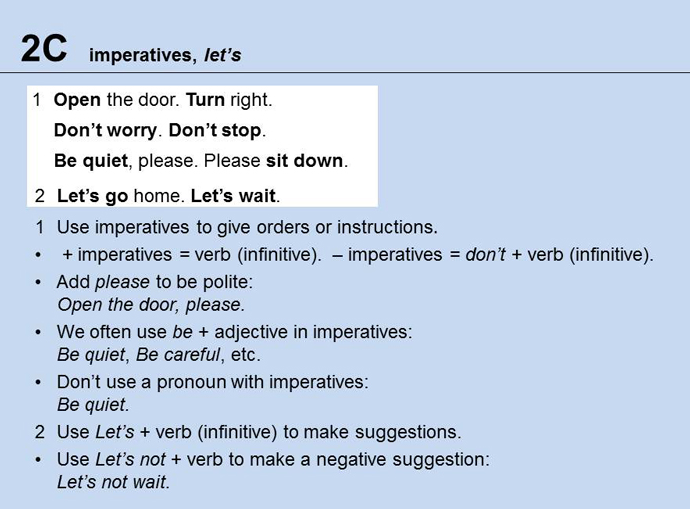 2C imperatives, let's
1 Open the door. Turn right.
Don't worry. Don't stop.
Be quiet, please. Please sit down.
2 Let's go home. Let's wait.
1 Use imperatives to give orders or instructions.
• + imperatives = verb (infinitive). – imperatives = don't + verb (infinitive).
• Add please to be polite:
Open the door, please.
• We often use be + adjective in imperatives:
Be quiet, Be careful, etc.
• Don't use a pronoun with imperatives:
Be quiet.
2 Use Let's + verb (infinitive) to make suggestions.
• Use Let's not + verb to make a negative suggestion:
Let's not wait.